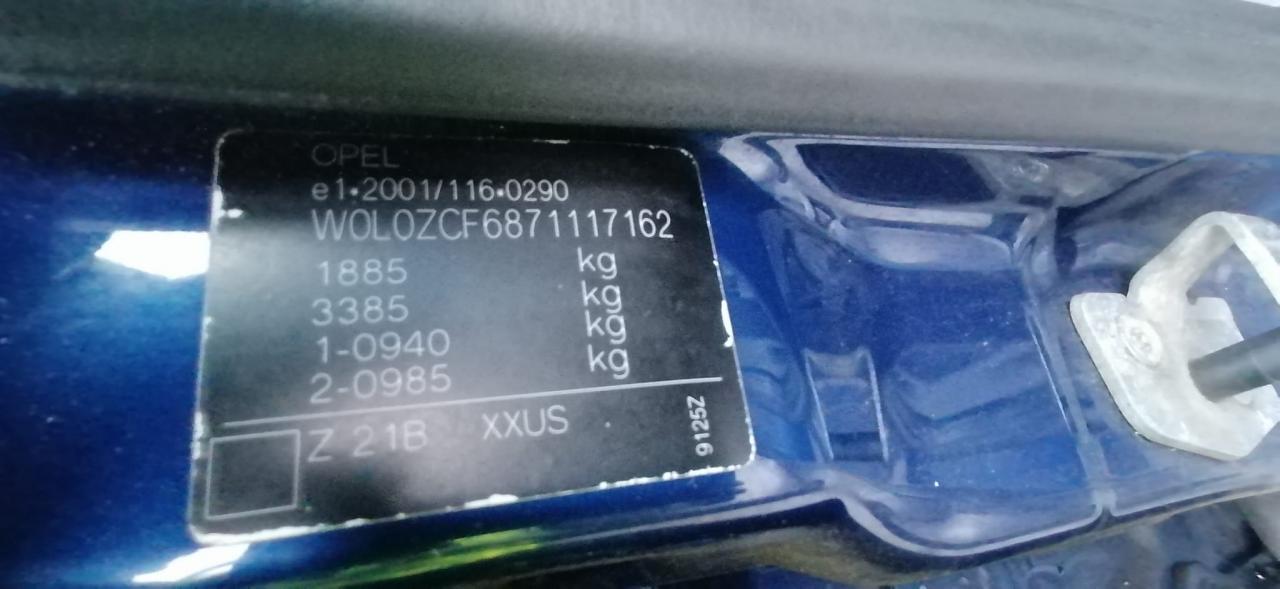 OPEL
e1•2001/116•0290
W0L0ZCF6871117162
1885 kg
3385 kg
1-0940 kg
2-0985 kg
Z 21B XXUS
9125Z